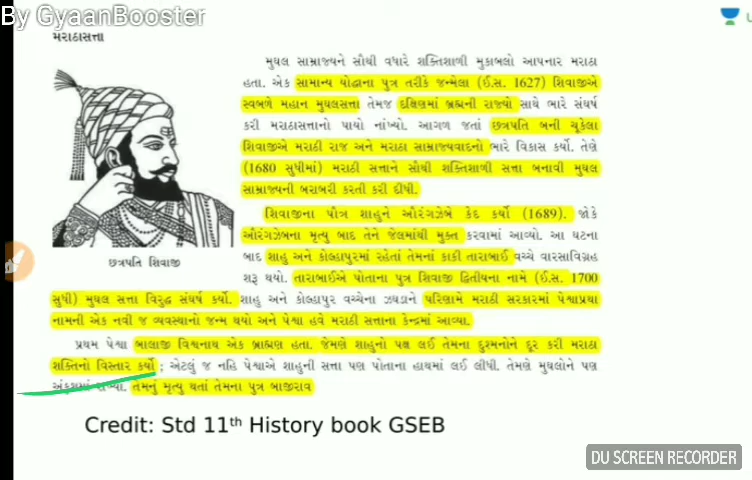 By GyaanBooster
મરાઠાસત્તા
મુઘલ સામ્રાજ્યને સૌથી વધારે શક્તિશાળી મુકાબલો આપનાર મરાઠા
હતા. એક સામાન્ય યોદ્ધાના પુત્ર તરીકે જન્મેલા (ઈ.સ. 1627) શિવાજીએ
સ્વબળે મહાન મુઘલસત્તા તેમજ દક્ષિણમાં બ્રહ્મની રાજ્યો સાથે ભારે સંઘર્ષ
કરી મરાઠાસત્તાનો પાયો નાંખ્યો. આગળ જતાં છત્રપતિ બની ચૂકેલા
શિવાજીએ મરાઠી રાજ અને મરાઠા સામ્રાજ્યવાદનો ભારે વિકાસ કર્યો. તેણે
(1680 સુધીમાં) મરાઠી સત્તાને સૌથી શક્તિશાળી સત્તા બનાવી મુઘલ
સામ્રાજ્યની બરાબરી કરતી કરી દીધી.
શિવાજીના પૌત્ર શાહુને ઔરંગઝેબે કેદ કર્યો (1689). જોકે
ઔરંગઝેબના મૃત્યુ બાદ તેને જેલમાંથી મુક્ત કરવામાં આવ્યો. આ ઘટના
બાદ શાહુ અને કોલ્હાપુરમાં રહેતાં તેમનાં કાકી તારાબાઈ વચ્ચે વારસાવિગ્રહ
છત્રપતિ શિવાજી
શરૂ થયો. તારાબાઈએ પોતાના પુત્ર શિવાજી દ્વિતીયના નામે (ઈ.સ. 1700
સુધી) મુઘલ સત્તા વિરુદ્ધ સંઘર્ષ કર્યો. શાહુ અને કોલ્હાપુર વચ્ચેના ઝઘડાને પરિણામે મરાઠી સરકારમાં પેશ્વાપ્રથા
નામની એક નવી જ વ્યવસ્થાનો જન્મ થયો અને પેશ્વા હવે મરાઠી સત્તાના કેન્દ્રમાં આવ્યા.
પ્રથમ પેશ્વા બાલાજી વિશ્વનાથ એક બ્રાહ્મણ હતા. જેમણે શાહુનો પક્ષ લઈ તેમના દુશ્મનોને દૂર કરી મરાઠા
શક્તિનો વિસ્તાર કર્યો ; એટલું જ નહિ પેશ્વાએ શાહુની સત્તા પણ પોતાના હાથમાં લઈ લીધી. તેમણે મુઘલોને પણ
અંકુશમાં રાખ્યા. તેમનું મૃત્યુ થતાં તેમના પુત્ર બાજીરાવ
Credit: Std 11th History book GSEB
DU SCREEN RECORDER